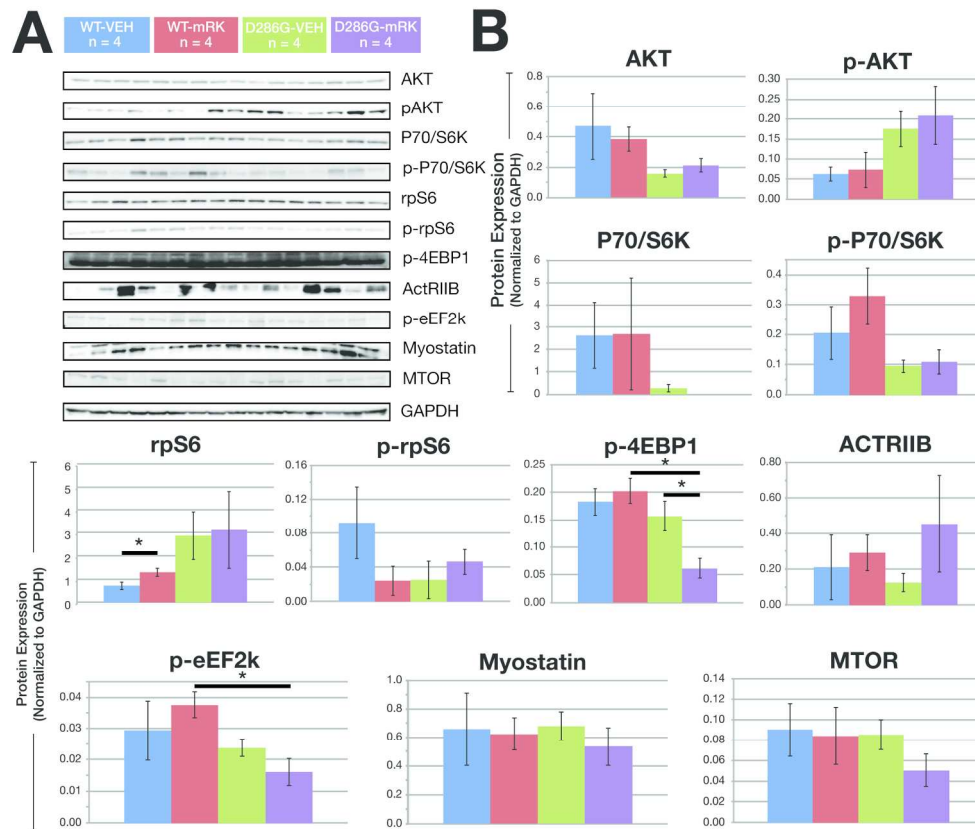 A
WT-VEH
n = 4
WT-mRK
n = 4
D286G-VEH
n = 4
D286G-mRK
n = 4
AKT
pAKT
P70/S6K
p-P70/S6K
rpS6
p-rpS6
p-4EBP1
ActRIIB
p-eEF2k
Myostatin
MTOR
GAPDH
B
Protein Expression
(Normalized to GAPDH)
AKT
0.8
0.6
0.4
0.2
0.0
p-AKT
0.30
0.25
0.20
0.15
0.10
0.05
0.00
P70/S6K
6
5
4
3
2
1
0
p-P70/S6K
0.4
0.3
0.2
0.1
0.0
Protein Expression
(Normalized to GAPDH)
rpS6
6
5
4
3
2
1
0
*
p-rpS6
0.16
0.12
0.08
0.04
0.00
p-4EBP1
0.25
0.20
0.15
0.10
0.05
0.00
*
*
ACTRIIB
0.80
0.60
0.40
0.20
0.00
p-eEF2k
0.04
0.03
0.02
0.01
0.00
*
Myostatin
1.0
0.8
0.6
0.4
0.2
0.0
MTOR
0.14
0.12
0.10
0.08
0.06
0.04
0.02
0.00